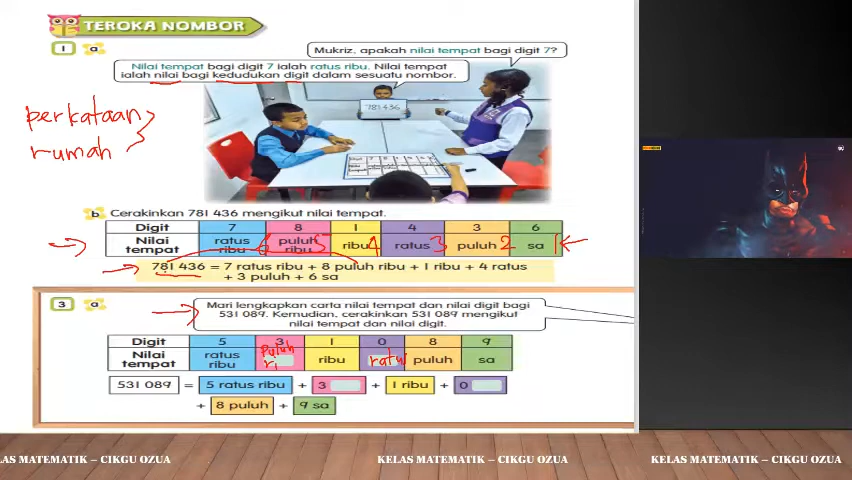 TEROKA NOMBOR
1 a
Mukriz, apakah nilai tempat bagi digit 7?
Nilai tempat bagi digit 7 ialah ratus ribu. Nilai tempat
ialah nilai bagi kedudukan digit dalam sesuatu nombor.
781 436
perkataan
rumah
b Cerakinkan 781 436 mengikut nilai tempat.
Digit 7 8 1 4 3 6
Nilai tempat ratus ribu puluh ribu ribu ratus puluh sa
6 5 4 3 2 1
781 436 = 7 ratus ribu + 8 puluh ribu + 1 ribu + 4 ratus
+ 3 puluh + 6 sa
3 a
Mari lengkapkan carta nilai tempat dan nilai digit bagi
531 089. Kemudian, cerakinkan 531 089 mengikut
nilai tempat dan nilai digit.
Digit 5 3 1 0 8 9
Nilai tempat ratus ribu puluh ri ribu ratus puluh sa
531 089 = 5 ratus ribu + 3 + 1 ribu + 0
+ 8 puluh + 9 sa
LAS MATEMATIK – CIKGU OZUA
KELAS MATEMATIK – CIKGU OZUA
KELAS MATEMATIK – CIKGU OZUA